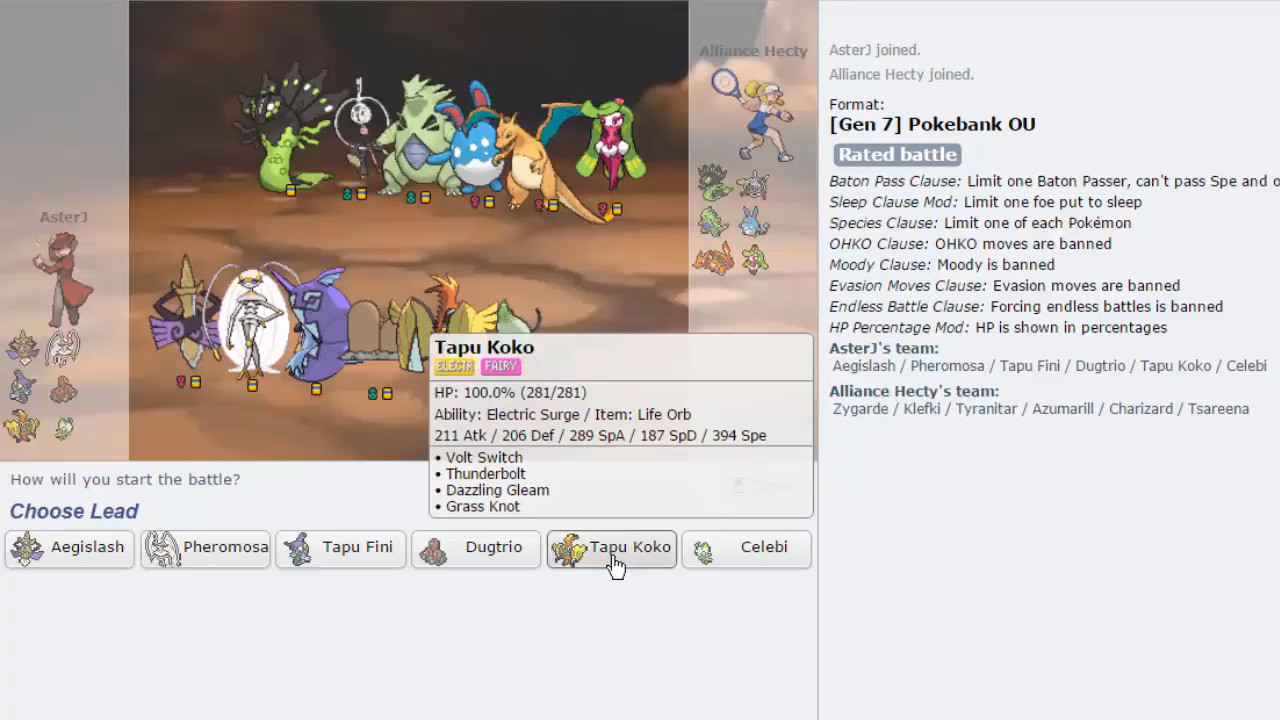 Alliance Hecty
AsterJ
Tapu Koko
ELECTR FAIRY
HP: 100.0% (281/281)
Ability: Electric Surge / Item: Life Orb
211 Atk / 206 Def / 289 SpA / 187 SpD / 394 Spe
• Volt Switch
• Thunderbolt
• Dazzling Gleam
• Grass Knot
How will you start the battle?
Choose Lead
Aegislash
Pheromosa
Tapu Fini
Dugtrio
Tapu Koko
Celebi
AsterJ joined.
Alliance Hecty joined.
Format:
[Gen 7] Pokebank OU
Rated battle
Baton Pass Clause: Limit one Baton Passer, can't pass Spe and o
Sleep Clause Mod: Limit one foe put to sleep
Species Clause: Limit one of each Pokémon
OHKO Clause: OHKO moves are banned
Moody Clause: Moody is banned
Evasion Moves Clause: Evasion moves are banned
Endless Battle Clause: Forcing endless battles is banned
HP Percentage Mod: HP is shown in percentages
AsterJ's team:
Aegislash / Pheromosa / Tapu Fini / Dugtrio / Tapu Koko / Celebi
Alliance Hecty's team:
Zygarde / Klefki / Tyranitar / Azumarill / Charizard / Tsareena